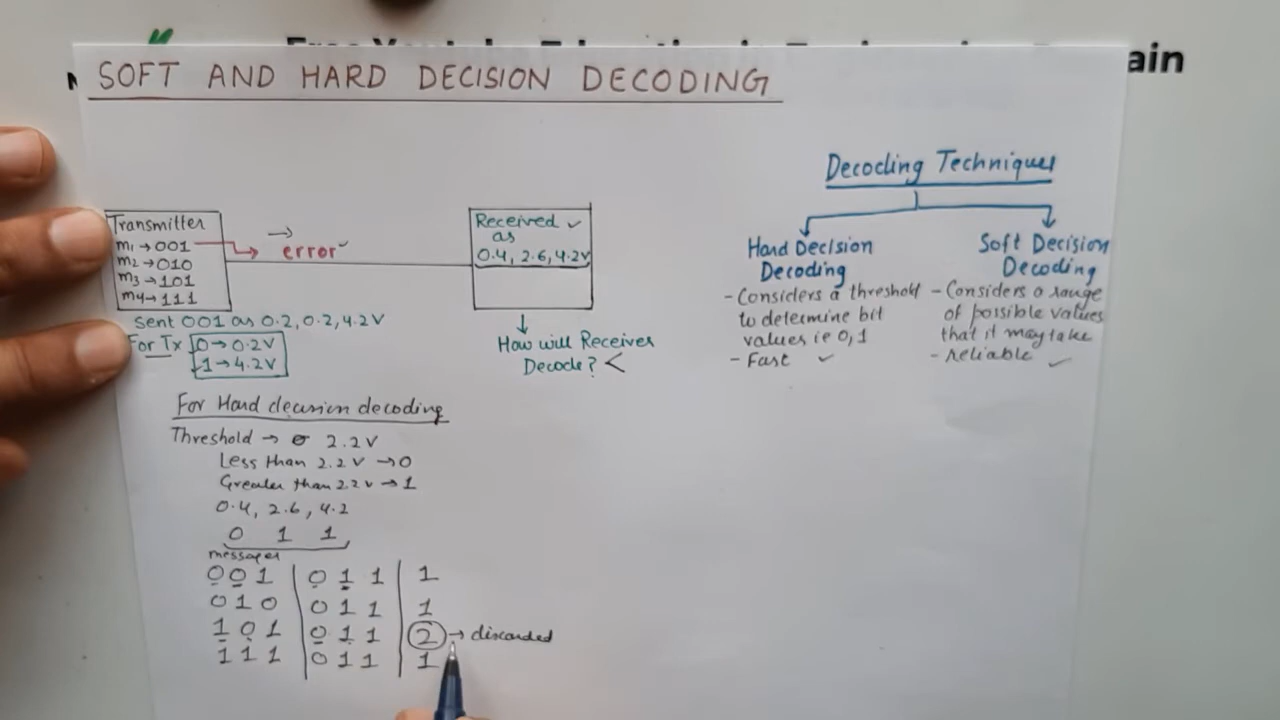 ain
SOFT AND HARD DECISION DECODING
Decoding Techniques
Transmitter
m1→001
m2→010
m3→101
m4→111
→
error✓
Received ✓
as
0.4, 2.6, 4.2V
Sent 001 as 0.2, 0.2, 4.2V
For Tx
0→0.2V
1→4.2V
↓
How will Receiver
Decode? <
Hard Decision
Decoding
- Considers a threshold
to determine bit
values ie 0, 1
- Fast ✓
Soft Decision
Decoding
- Considers a range
of possible values
that it may take
- reliable ✓
For Hard decision decoding
Threshold → 2.2V
Less than 2.2V →0
Greater than 2.2V →1
0.4, 2.6, 4.2
0 1 1
messages
001 | 011 | 1
010 | 011 | 1
101 | 011 | 2 → discarded
111 | 011 | 1